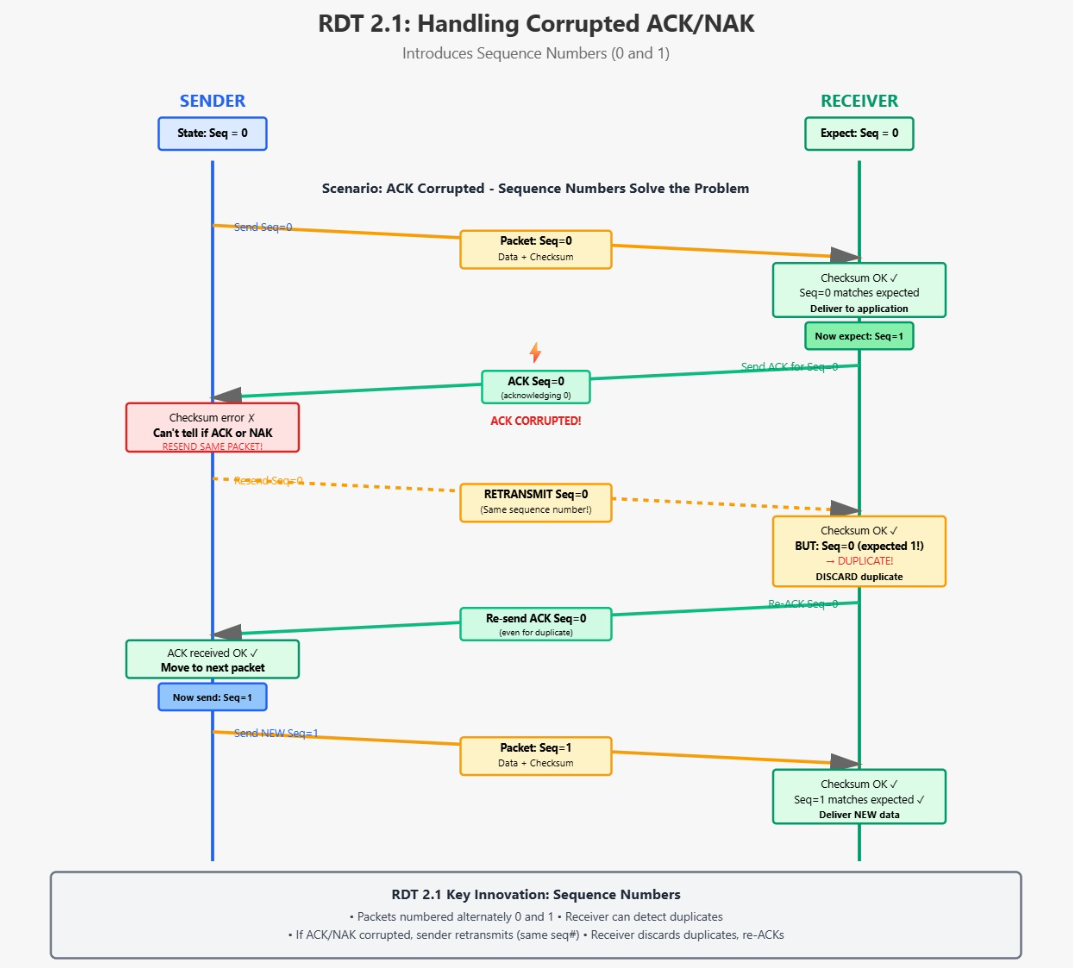 RDT 2.1: Handling Corrupted ACK/NAK
Introduces Sequence Numbers (0 and 1)
SENDER
RECEIVER
State: Seq = 0
Expect: Seq = 0
Scenario: ACK Corrupted - Sequence Numbers Solve the Problem
Send Seq=0
Packet: Seq=0
Data + Checksum
Checksum OK ✓
Seq=0 matches expected
Deliver to application
Now expect: Seq=1
Send ACK for Seq=0
ACK Seq=0
(acknowledging 0)
ACK CORRUPTED!
Checksum error ✗
Can't tell if ACK or NAK
RESEND SAME PACKET!
Resend Seq=0
RETRANSMIT Seq=0
(Same sequence number!)
Checksum OK ✓
BUT: Seq=0 (expected 1!)
→ DUPLICATE!
DISCARD duplicate
Re-ACK Seq=0
Re-send ACK Seq=0
(even for duplicate)
ACK received OK ✓
Move to next packet
Now send: Seq=1
Send NEW Seq=1
Packet: Seq=1
Data + Checksum
Checksum OK ✓
Seq=1 matches expected ✓
Deliver NEW data
RDT 2.1 Key Innovation: Sequence Numbers
• Packets numbered alternately 0 and 1 • Receiver can detect duplicates
• If ACK/NAK corrupted, sender retransmits (same seq#) • Receiver discards duplicates, re-ACKs